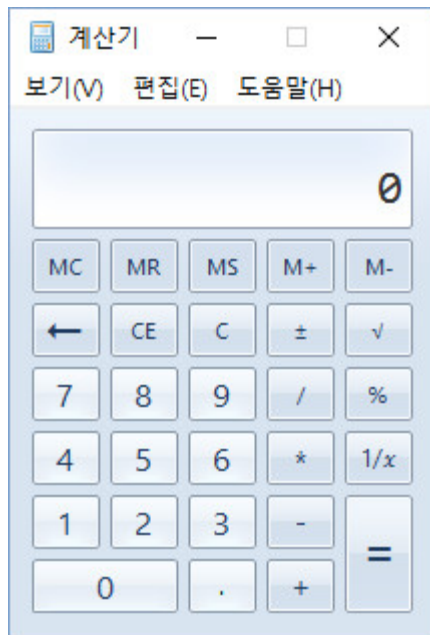 계산기
보기(V) 편집(E) 도움말(H)
0
MC MR MS M+ M-
← CE C ± √
7 8 9 / %
4 5 6 * 1/x
1 2 3 - =
0 . +